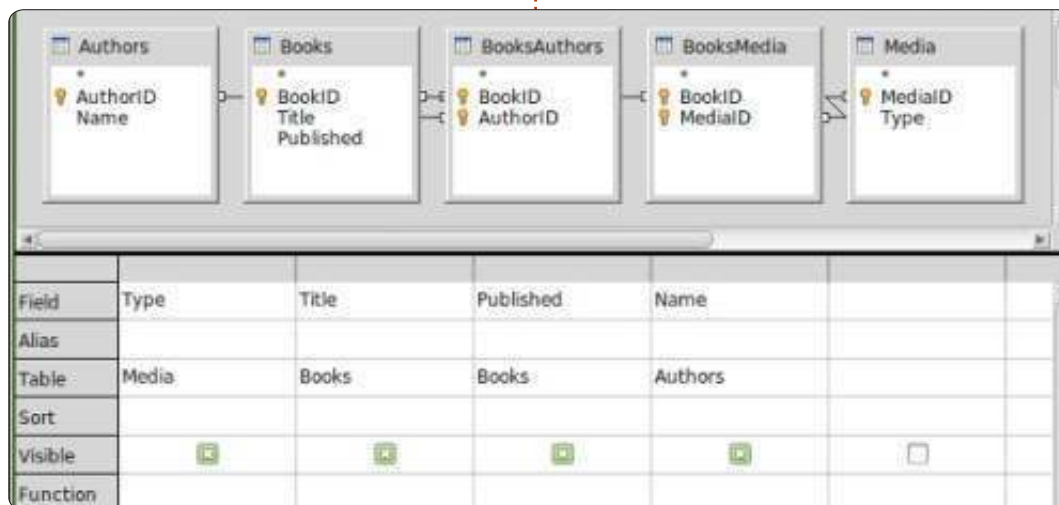 Authors Books BooksAuthors BooksMedia Media
* * * * *
AuthorID BookID BookID BookID MediaID
Name Title AuthorID MediaID Type
Published
Field Type Title Published Name
Alias
Table Media Books Books Authors
Sort
Visible
Function